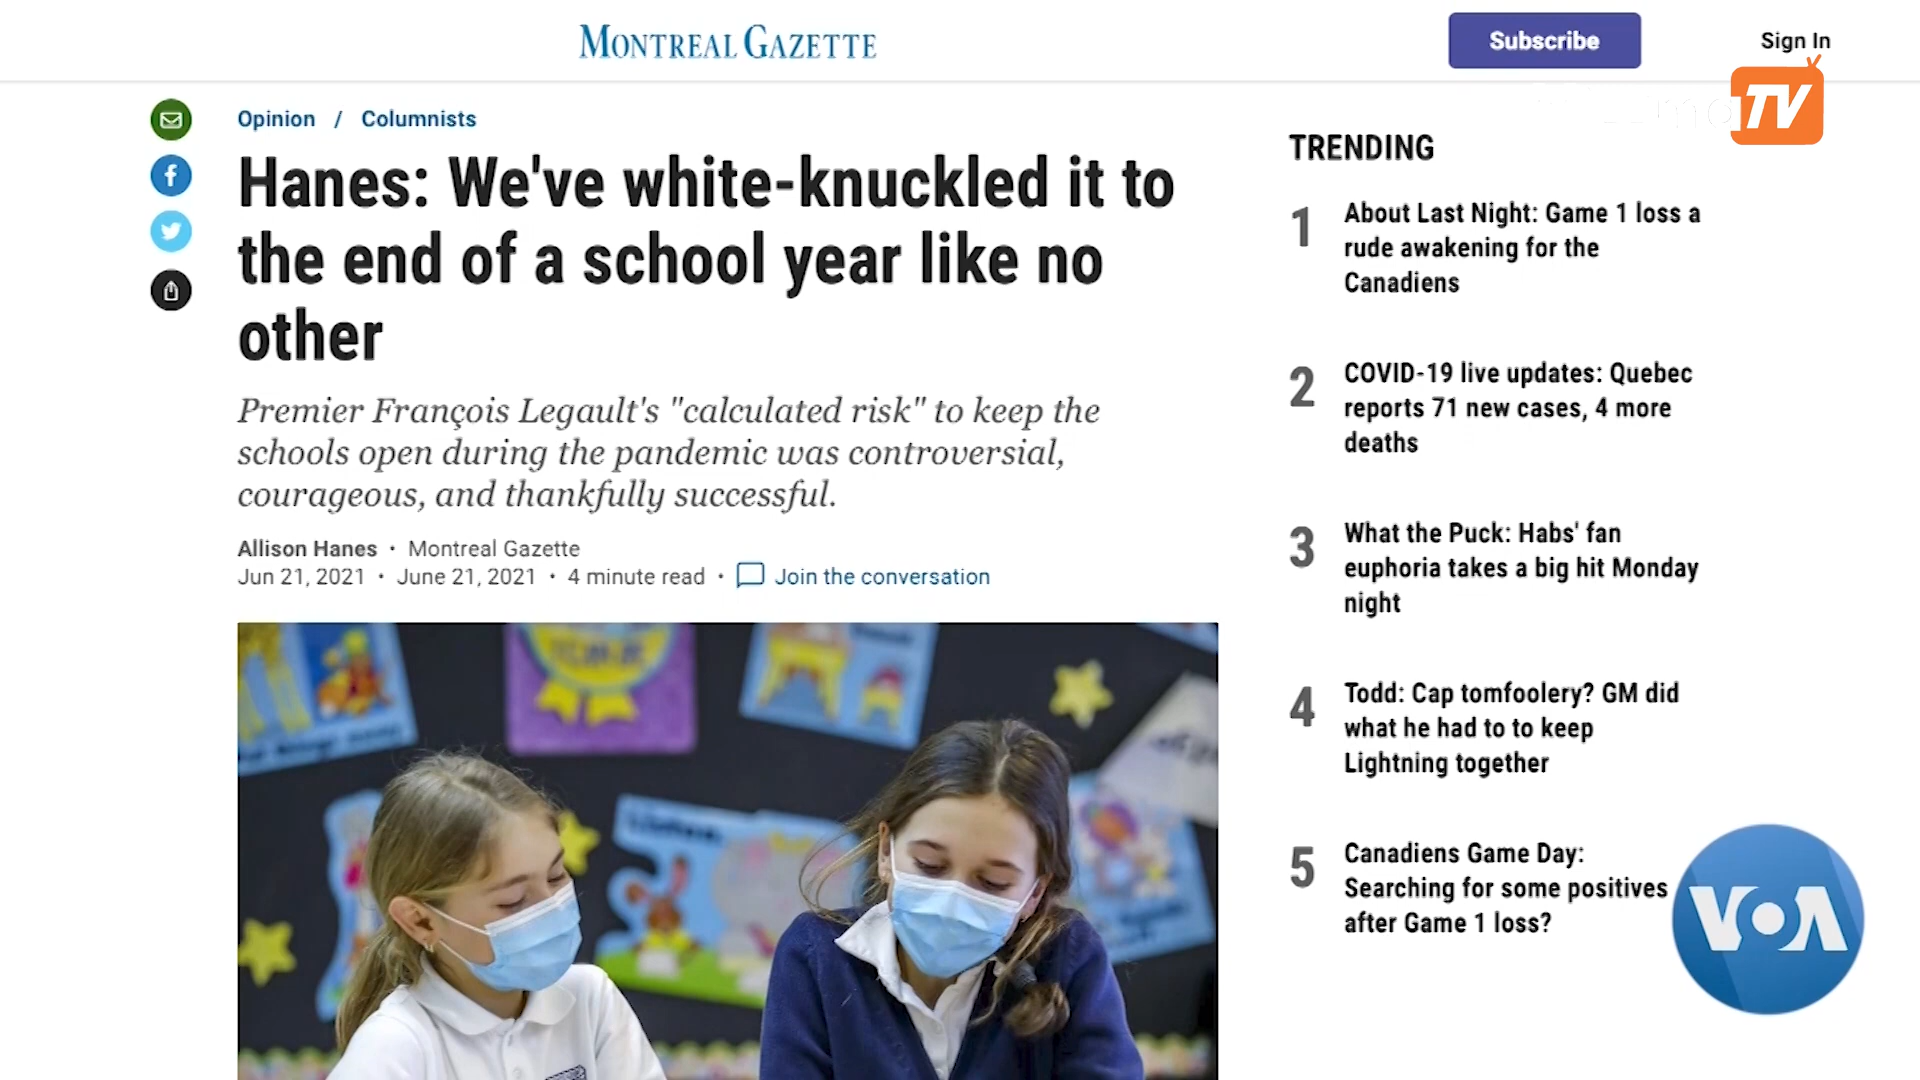 MONTREAL GAZETTE
Subscribe
Sign In
TV
Opinion / Columnists
Hanes: We've white-knuckled it to
the end of a school year like no
other
Premier François Legault's "calculated risk" to keep the
schools open during the pandemic was controversial,
courageous, and thankfully successful.
Allison Hanes • Montreal Gazette
Jun 21, 2021 • June 21, 2021 • 4 minute read • Join the conversation
Listen
TRENDING
1 About Last Night: Game 1 loss a
rude awakening for the
Canadiens
2 COVID-19 live updates: Quebec
reports 71 new cases, 4 more
deaths
3 What the Puck: Habs' fan
euphoria takes a big hit Monday
night
4 Todd: Cap tomfoolery? GM did
what he had to to keep
Lightning together
5 Canadiens Game Day:
Searching for some positives
after Game 1 loss?
VOA